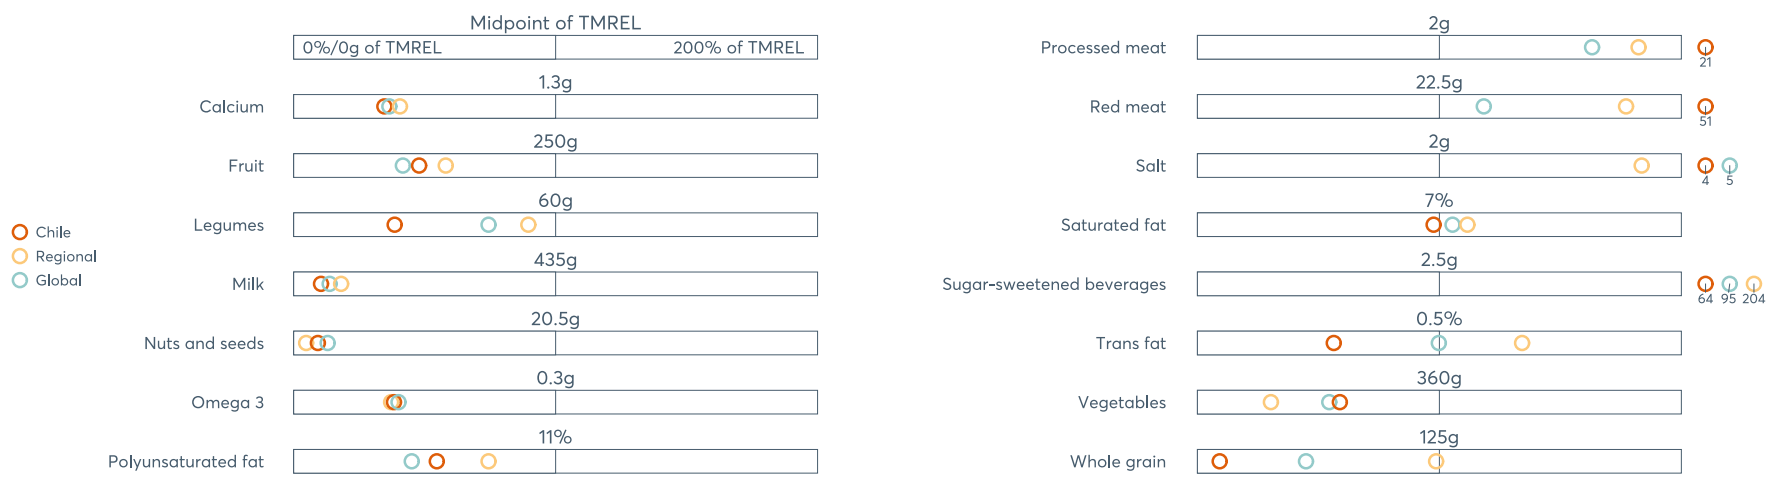 Chile
Regional
Global
Midpoint of TMREL
0%/0g of TMREL
200% of TMREL
Calcium
1.3g
Fruit
250g
Legumes
60g
Milk
435g
Nuts and seeds
20.5g
Omega 3
0.3g
Polyunsaturated fat
11%
Processed meat
2g
21
Red meat
22.5g
51
Salt
2g
4 5
Saturated fat
7%
Sugar-sweetened beverages
2.5g
64 95 204
Trans fat
0.5%
Vegetables
360g
Whole grain
125g